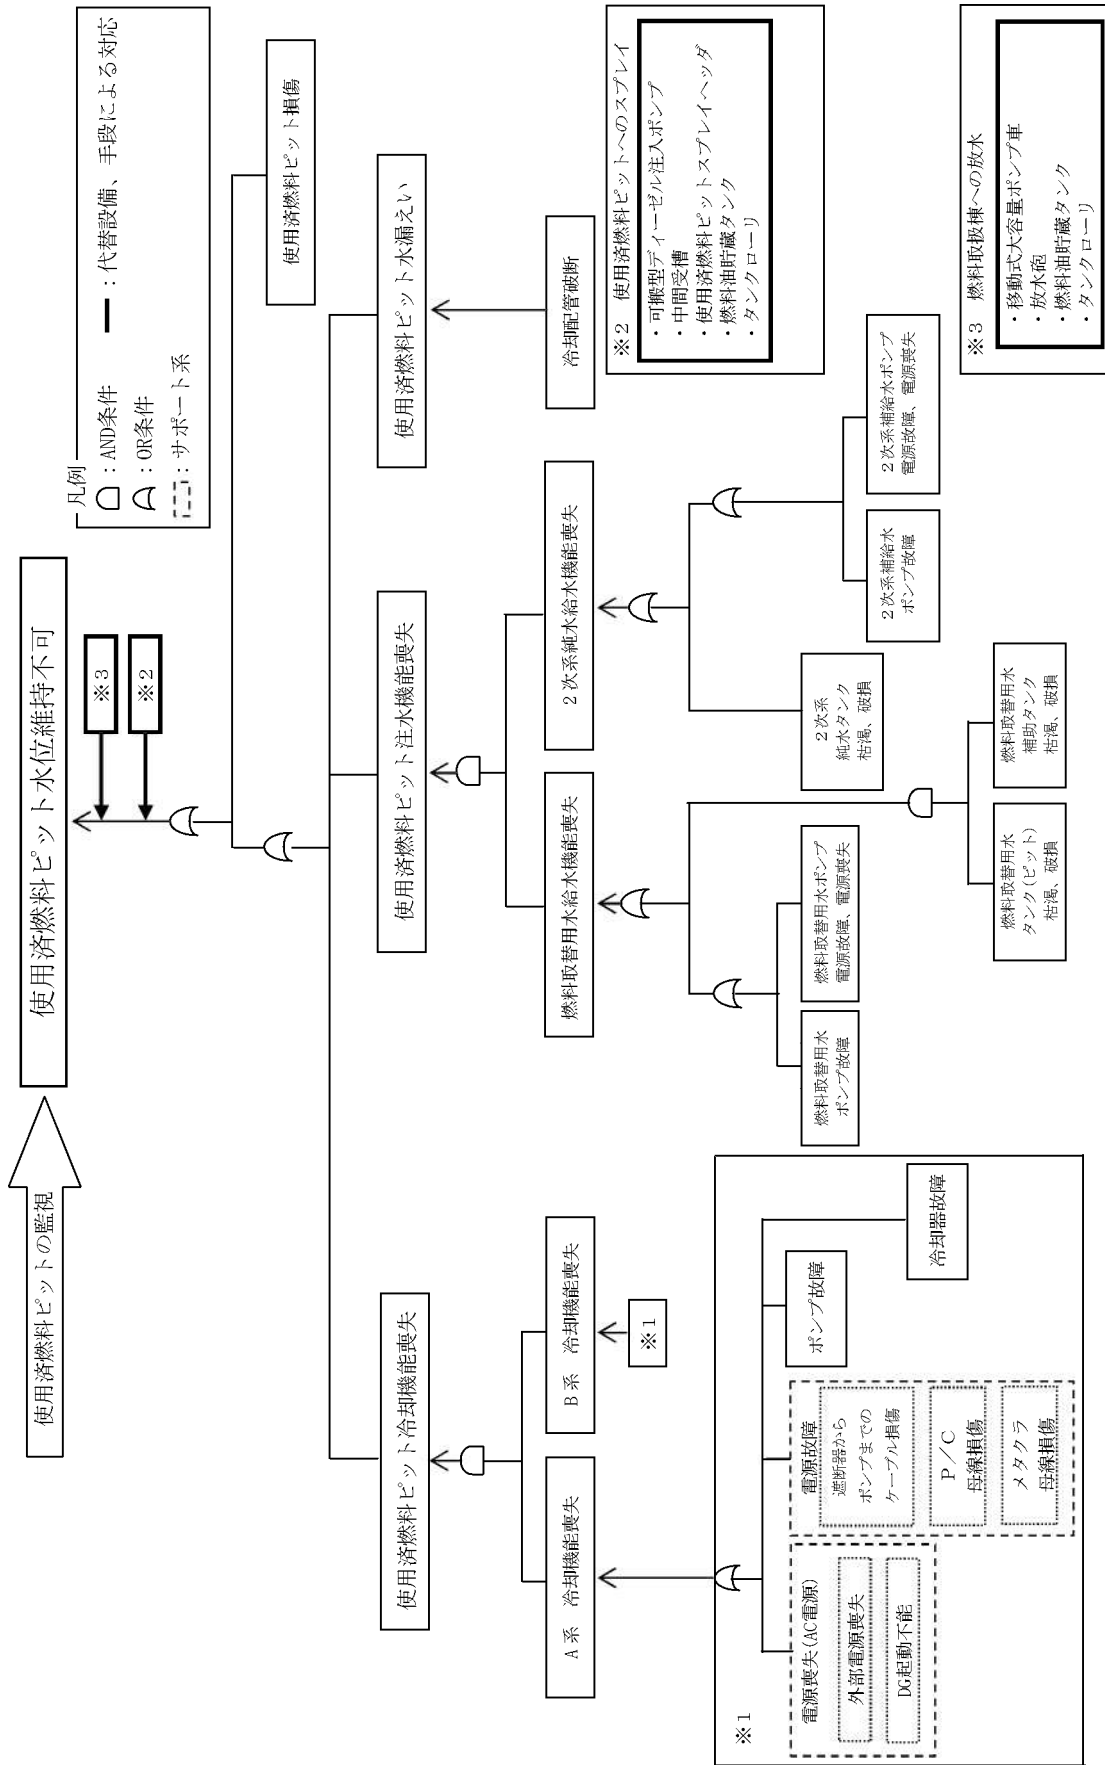 使用済燃料ピットの監視
使用済燃料ピット水位維持不可
※3
※2
凡例
：AND条件
：OR条件
：サポート系
：代替設備、手段による対応
使用済燃料ピット損傷
使用済燃料ピット冷却機能喪失
使用済燃料ピット注水機能喪失
使用済燃料ピット水漏えい
A系　冷却機能喪失
B系　冷却機能喪失
燃料取替用水給水機能喪失
2次系純水給水機能喪失
冷却配管破断
※1
※1
電源喪失(AC電源)
外部電源喪失
DG起動不能
電源故障
遮断器から
ポンプまでの
ケーブル損傷
P／C
母線損傷
メタクラ
母線損傷
ポンプ故障
冷却器故障
燃料取替用水
ポンプ故障
燃料取替用水ポンプ
電源故障、電源喪失
燃料取替用水
タンク(ピット)
枯渇、破損
燃料取替用水
補助タンク
枯渇、破損
2次系
純水タンク
枯渇、破損
2次系補給水
ポンプ故障
2次系補給水ポンプ
電源故障、電源喪失
※2　使用済燃料ピットへのスプレイ
・可搬型ディーゼル注入ポンプ
・中間受槽
・使用済燃料ピットスプレイヘッダ
・燃料油貯蔵タンク
・タンクローリ
※3　燃料取扱棟への放水
・移動式大容量ポンプ車
・放水砲
・燃料油貯蔵タンク
・タンクローリ